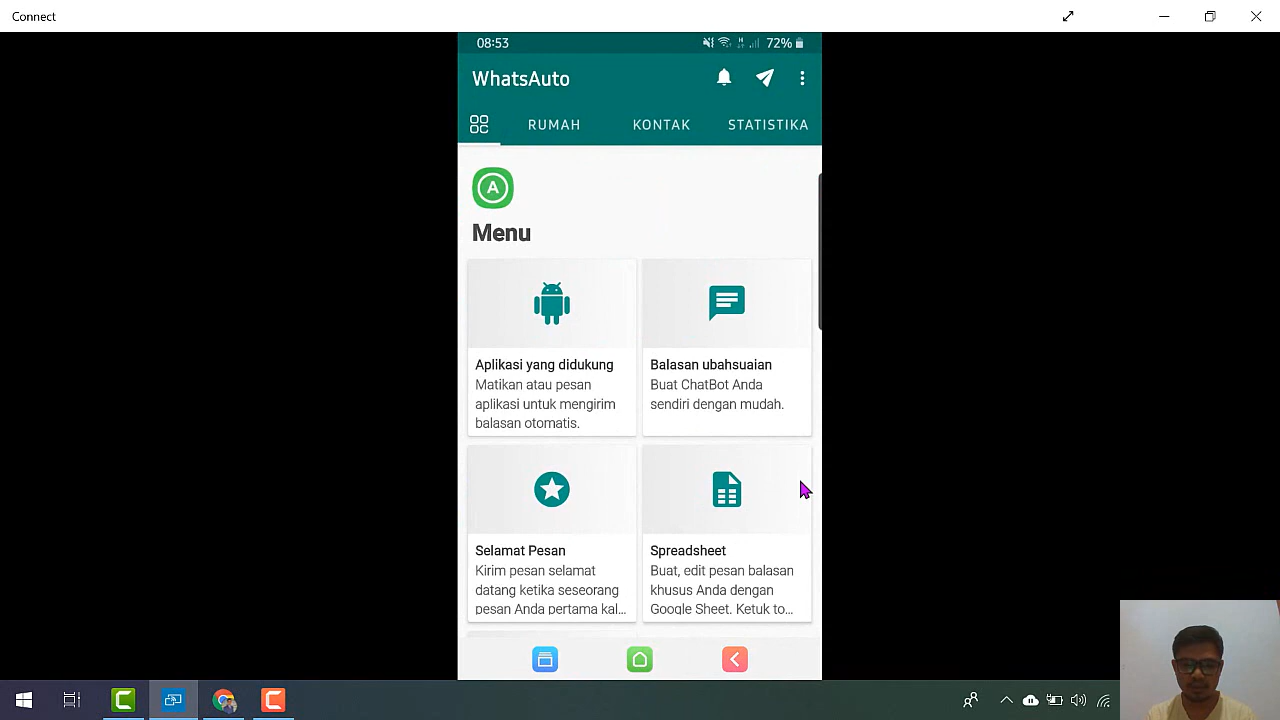 Connect
08:53
72%
WhatsAuto
RUMAH KONTAK STATISTIKA
A
Menu
Aplikasi yang didukung
Matikan atau pesan
aplikasi untuk mengirim
balasan otomatis.
Balasan ubahsuaian
Buat ChatBot Anda
sendiri dengan mudah.
Selamat Pesan
Kirim pesan selamat
datang ketika seseorang
pesan Anda pertama kal...
Spreadsheet
Buat, edit pesan balasan
khusus Anda dengan
Google Sheet. Ketuk to...